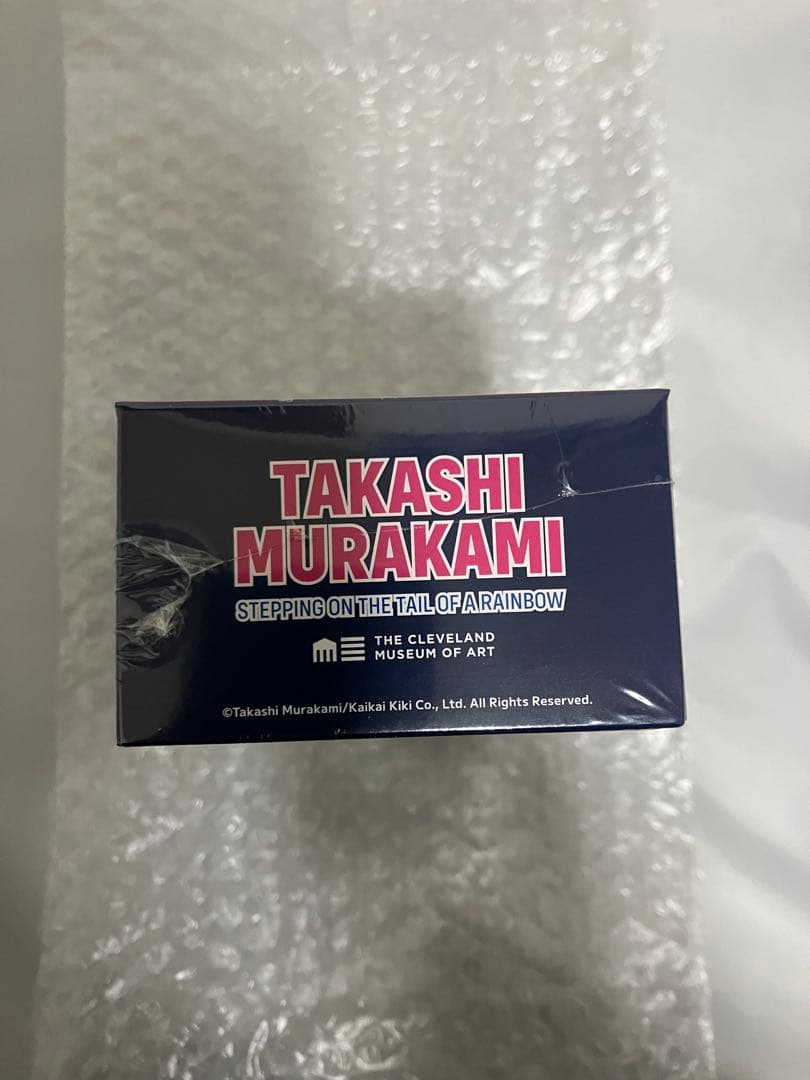 TAKASHI
MURAKAMI
STEPPING ON THE TAIL OF A RAINBOW
THE CLEVELAND
MUSEUM OF ART
©Takashi Murakami/Kaikai Kiki Co., Ltd. All Rights Reserved.